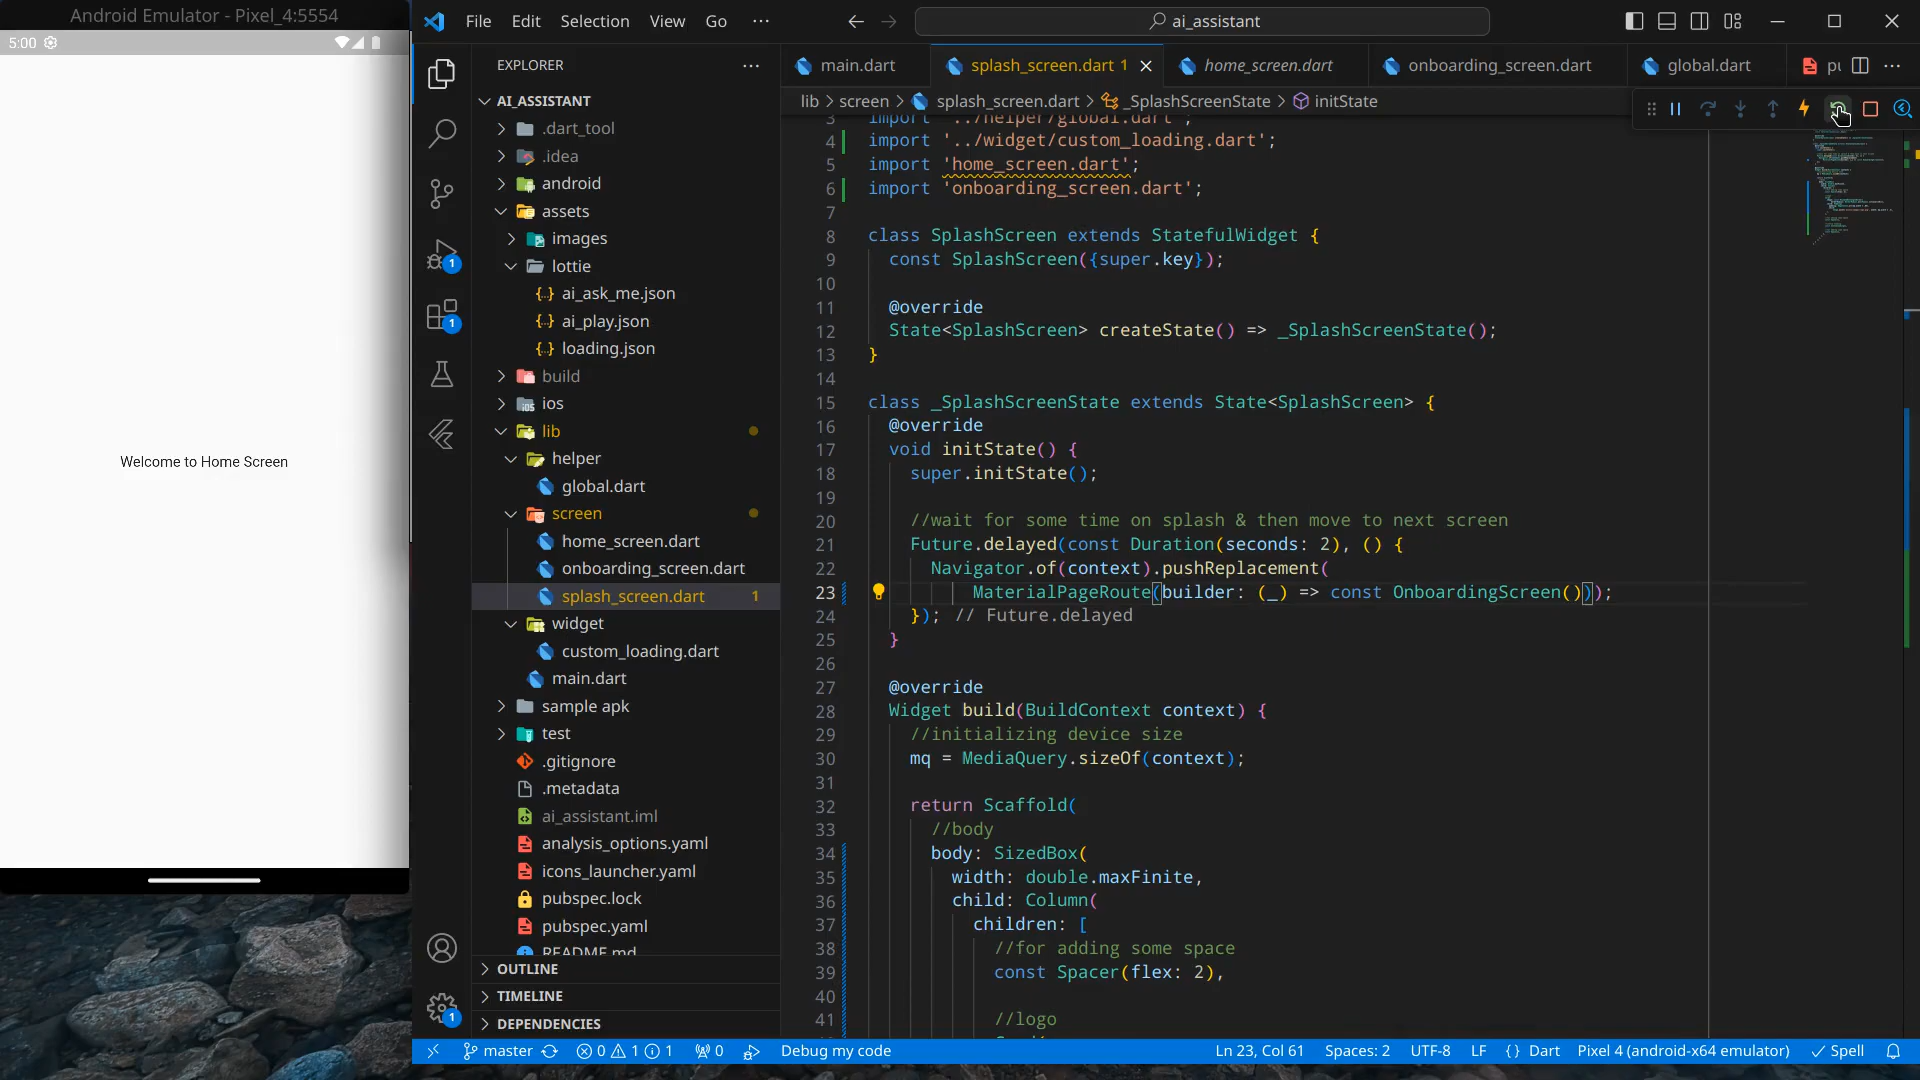 Android Emulator - Pixel_4:5554
5:00
Welcome to Home Screen
File Edit Selection View Go ...
ai_assistant
EXPLORER
AI_ASSISTANT
.dart_tool
.idea
android
assets
images
lottie
ai_ask_me.json
ai_play.json
loading.json
build
ios
lib
helper
global.dart
screen
home_screen.dart
onboarding_screen.dart
splash_screen.dart 1
widget
custom_loading.dart
main.dart
sample apk
test
.gitignore
.metadata
ai_assistant.iml
analysis_options.yaml
icons_launcher.yaml
pubspec.lock
pubspec.yaml
README.md
OUTLINE
TIMELINE
DEPENDENCIES
1
1
1
main.dart splash_screen.dart 1 home_screen.dart onboarding_screen.dart global.dart
lib > screen > splash_screen.dart > _SplashScreenState > initState
3 import '../helper/global.dart';
4 import '../widget/custom_loading.dart';
5 import 'home_screen.dart';
6 import 'onboarding_screen.dart';
7
8 class SplashScreen extends StatefulWidget {
9 const SplashScreen({super.key});
10
11 @override
12 State<SplashScreen> createState() => _SplashScreenState();
13 }
14
15 class _SplashScreenState extends State<SplashScreen> {
16 @override
17 void initState() {
18 super.initState();
19
20 //wait for some time on splash & then move to next screen
21 Future.delayed(const Duration(seconds: 2), () {
22 Navigator.of(context).pushReplacement(
23 MaterialPageRoute(builder: (_) => const OnboardingScreen()));
24 }); // Future.delayed
25 }
26
27 @override
28 Widget build(BuildContext context) {
29 //initializing device size
30 mq = MediaQuery.sizeOf(context);
31
32 return Scaffold(
33 //body
34 body: SizedBox(
35 width: double.maxFinite,
36 child: Column(
37 children: [
38 //for adding some space
39 const Spacer(flex: 2),
40
41 //logo
master 0 1 1 0 Debug my code Ln 23, Col 61 Spaces: 2 UTF-8 LF {} Dart Pixel 4 (android-x64 emulator) Spell